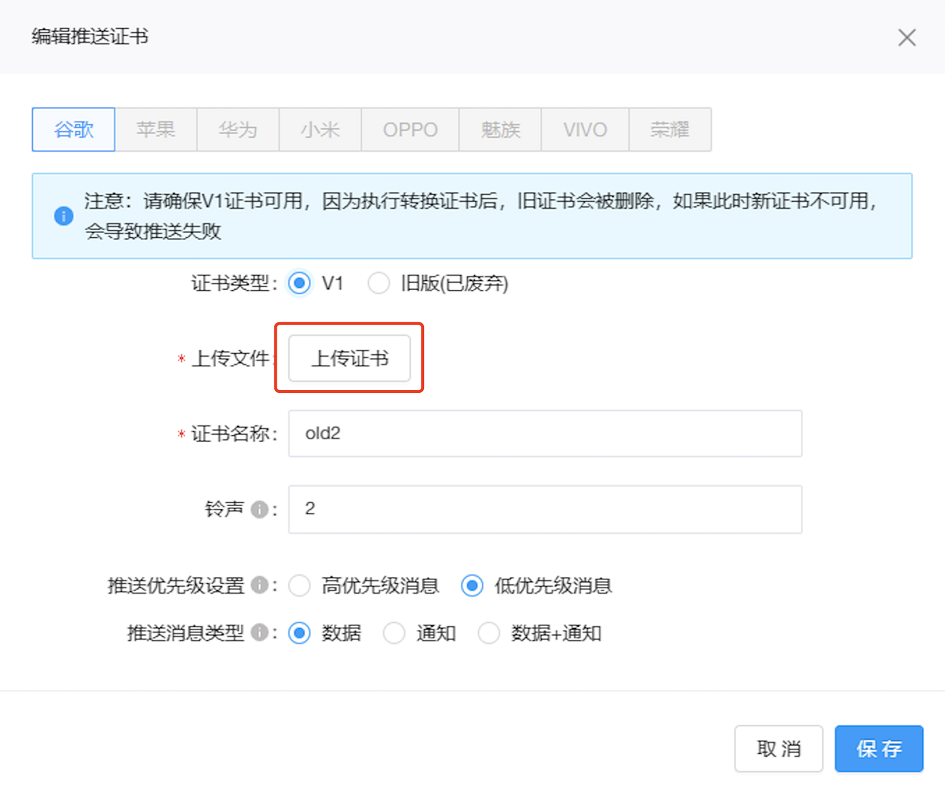 编辑推送证书
谷歌 苹果 华为 小米 OPPO 魅族 VIVO 荣耀
注意：请确保V1证书可用，因为执行转换证书后，旧证书会被删除，如果此时新证书不可用，
会导致推送失败
证书类型： V1 旧版(已废弃)
* 上传文件： 上传证书
* 证书名称： old2
铃声 ： 2
推送优先级设置 ： 高优先级消息 低优先级消息
推送消息类型 ： 数据 通知 数据+通知
取 消 保 存